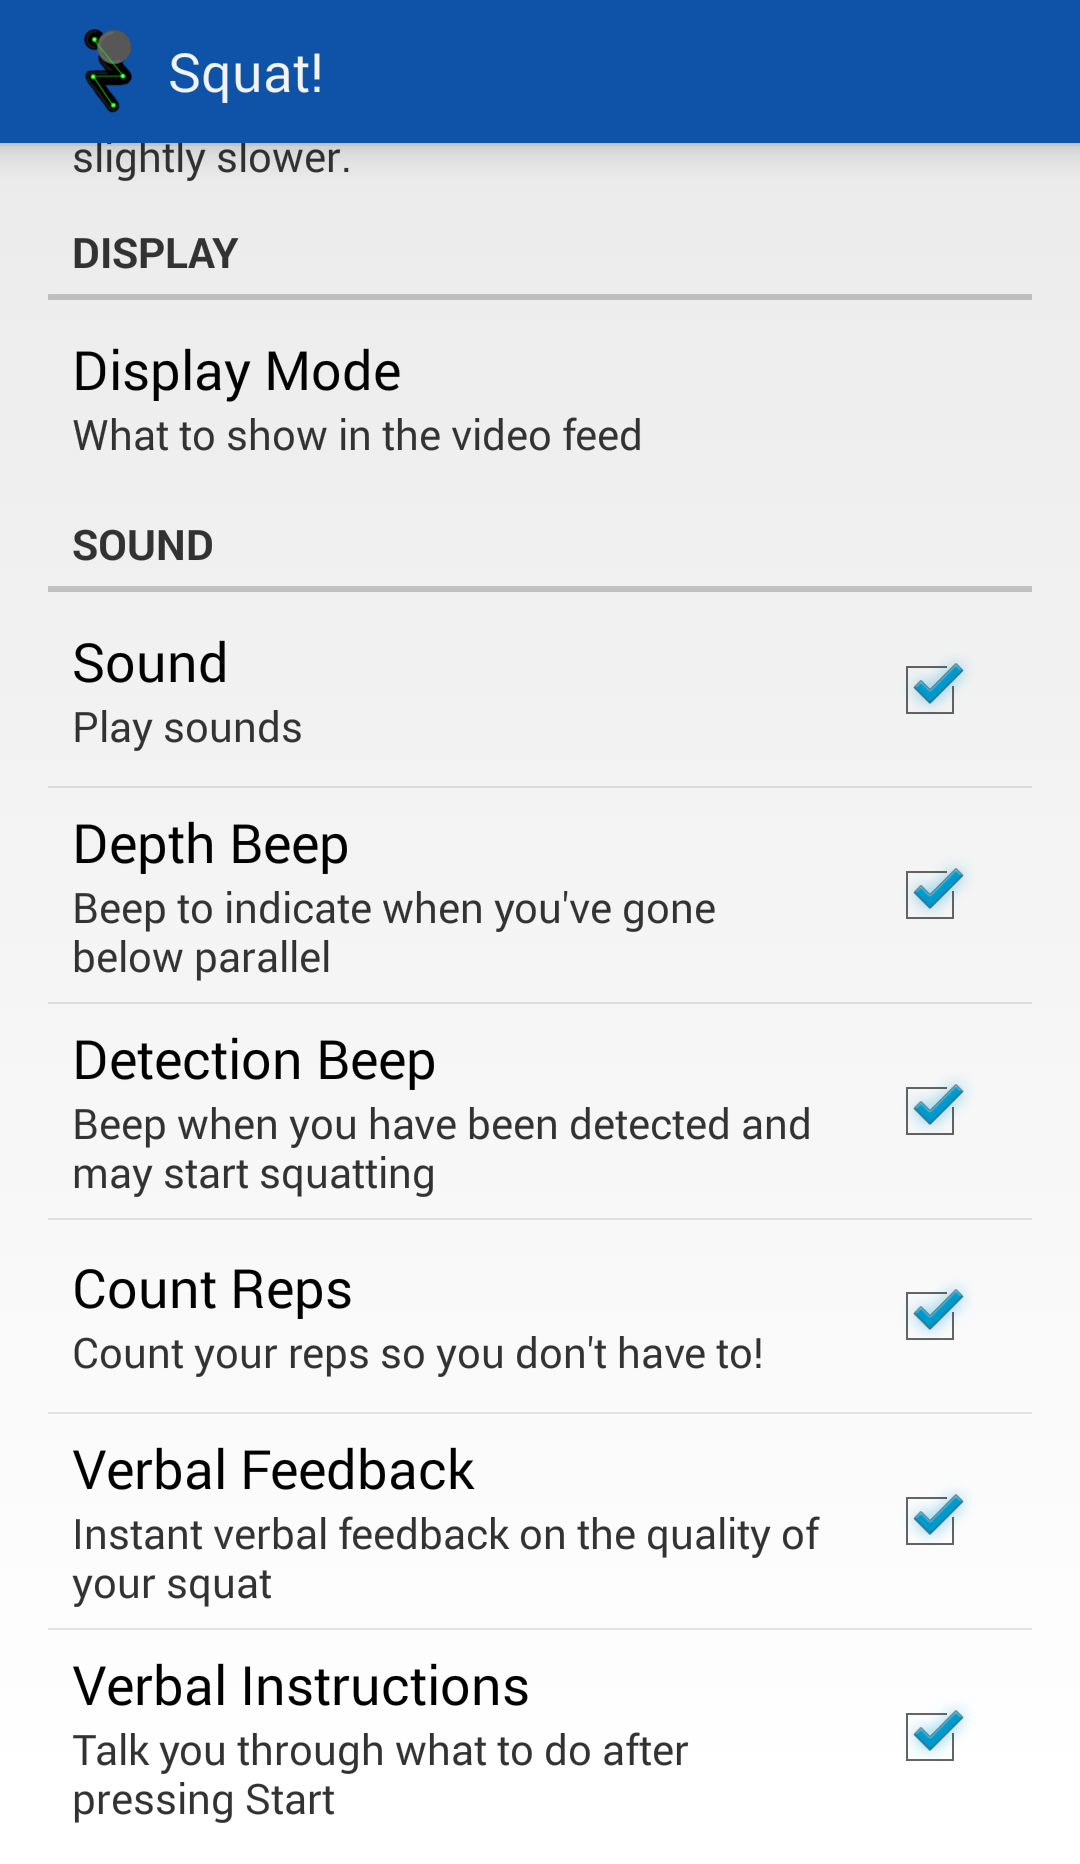 Squat!
slightly slower.
DISPLAY
Display Mode
What to show in the video feed
SOUND
Sound
Play sounds
Depth Beep
Beep to indicate when you've gone
below parallel
Detection Beep
Beep when you have been detected and
may start squatting
Count Reps
Count your reps so you don't have to!
Verbal Feedback
Instant verbal feedback on the quality of
your squat
Verbal Instructions
Talk you through what to do after
pressing Start